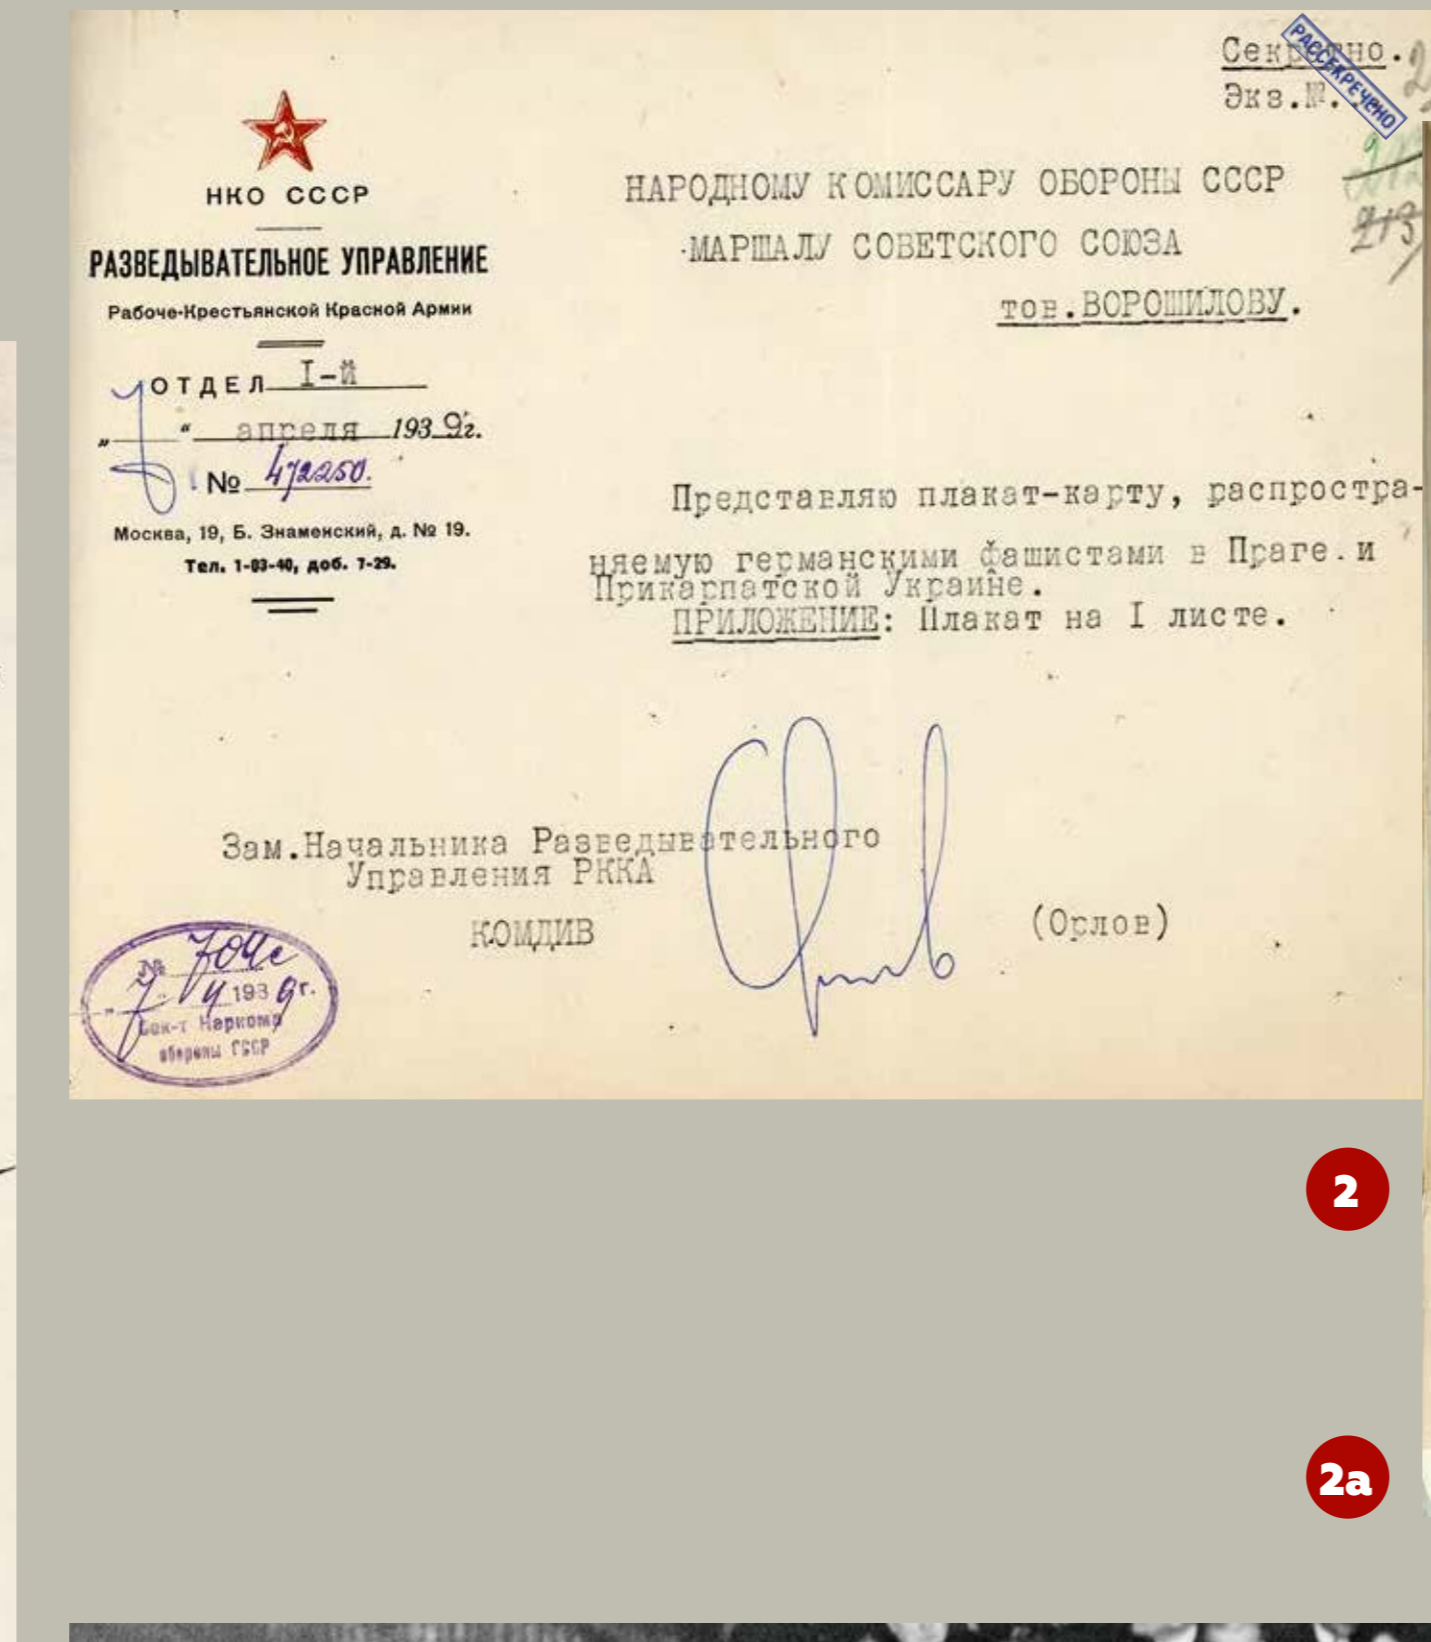 Секретно.
Экз.№
РАССЕКРЕЧЕНО
213
НКО СССР
РАЗВЕДЫВАТЕЛЬНОЕ УПРАВЛЕНИЕ
Рабоче-Крестьянской Красной Армии
ОТДЕЛ I-й
„ “ апреля 1939г.
№ 472250.
Москва, 19, Б. Знаменский, д. № 19.
Тел. 1-03-40, доб. 7-29.
НАРОДНОМУ КОМИССАРУ ОБОРОНЫ СССР
МАРШАЛУ СОВЕТСКОГО СОЮЗА
тов.ВОРОШИЛОВУ.
Представляю плакат-карту, распростра-
няемую германскими фашистами в Праге и
Прикарпатской Украине.
ПРИЛОЖЕНИЕ: Плакат на I листе.
Зам.Начальника Разведывательного
Управления РККА
КОМДИВ
(Орлов)
№ 704с
„7“ IV 1939г.
Сек-т Наркома
обороны СССР
2
2а